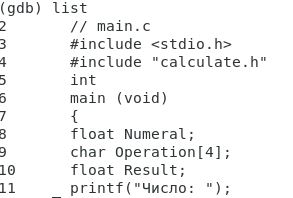 (gdb) list
2 // main.c
3 #include <stdio.h>
4 #include "calculate.h"
5 int
6 main (void)
7 {
8 float Numeral;
9 char Operation[4];
10 float Result;
11 _ printf("Число: ");